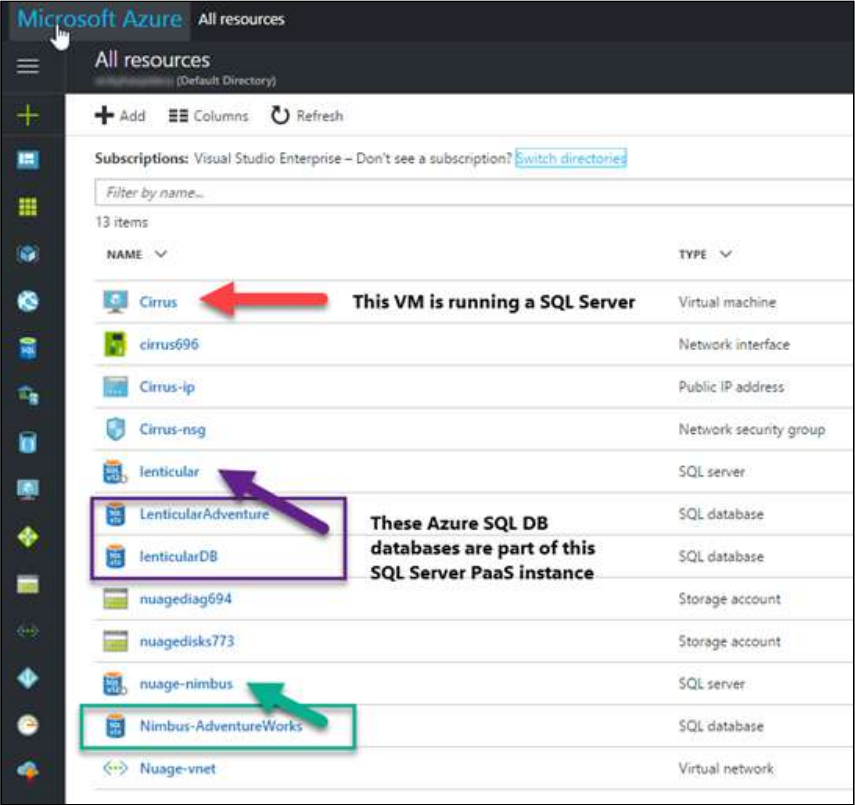 Microsoft Azure All resources
All resources
(Default Directory)
Add Columns Refresh
Subscriptions: Visual Studio Enterprise – Don't see a subscription? Switch directories
Filter by name...
13 items
NAME TYPE
Cirrus This VM is running a SQL Server Virtual machine
cirrus696 Network interface
Cirrus-ip Public IP address
Cirrus-nsg Network security group
lenticular SQL server
LenticularAdventure SQL database
These Azure SQL DB
databases are part of this
SQL Server PaaS instance
lenticularDB SQL database
nuagediag694 Storage account
nuagedisks773 Storage account
nuage-nimbus SQL server
Nimbus-AdventureWorks SQL database
Nuage-vnet Virtual network